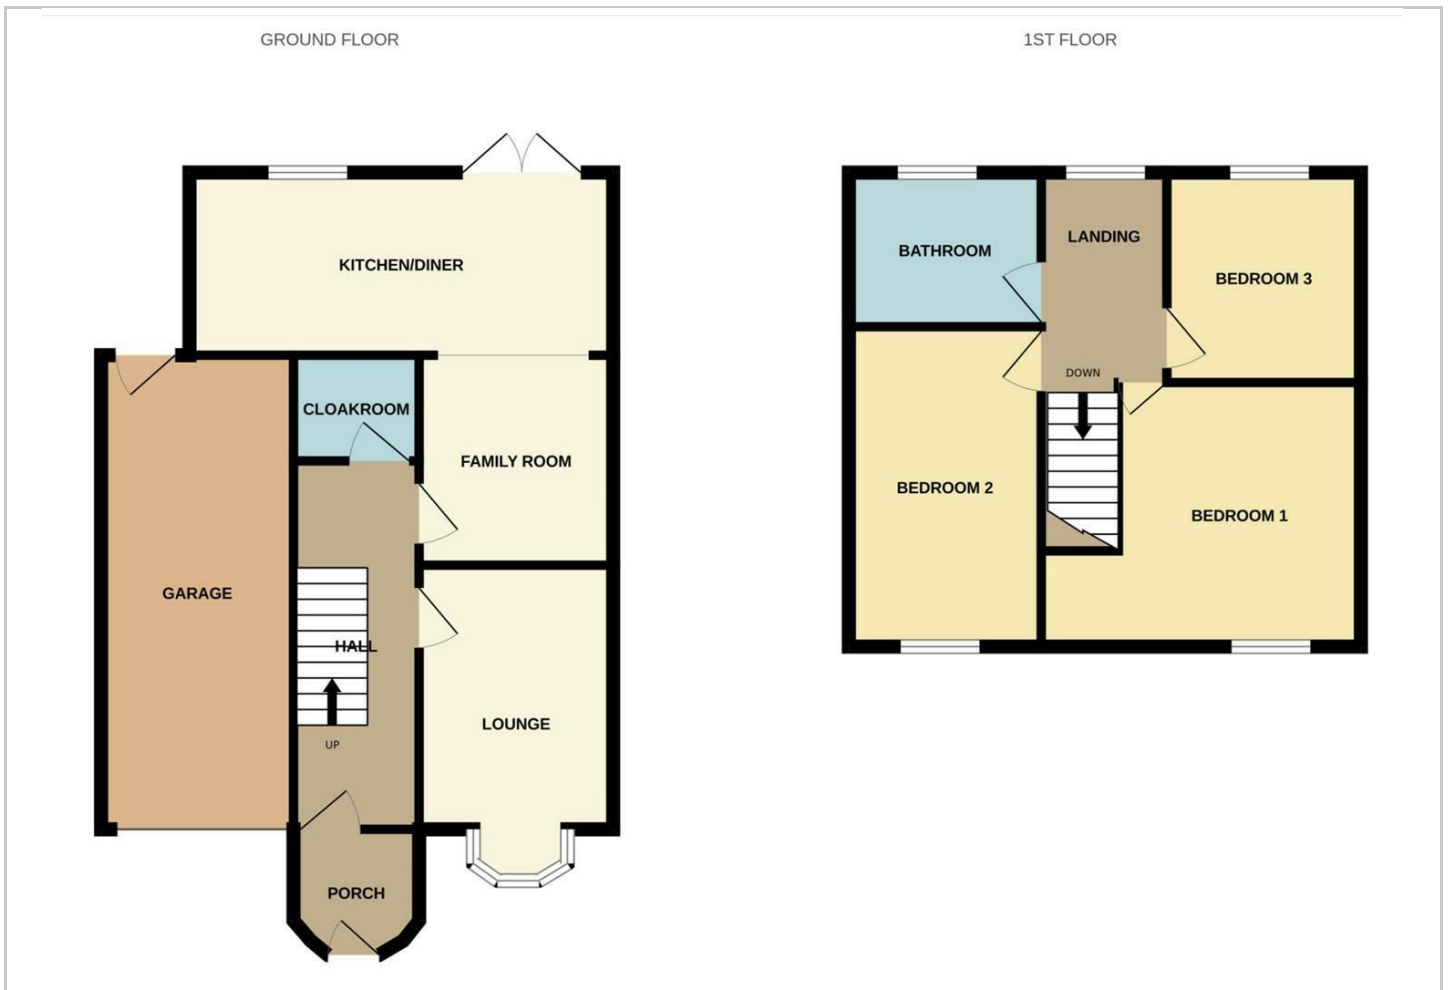 GROUND FLOOR
KITCHEN/DINER
CLOAKROOM
FAMILY ROOM
GARAGE
HALL
LOUNGE
UP
PORCH
1ST FLOOR
LANDING
BATHROOM
BEDROOM 3
DOWN
BEDROOM 2
BEDROOM 1